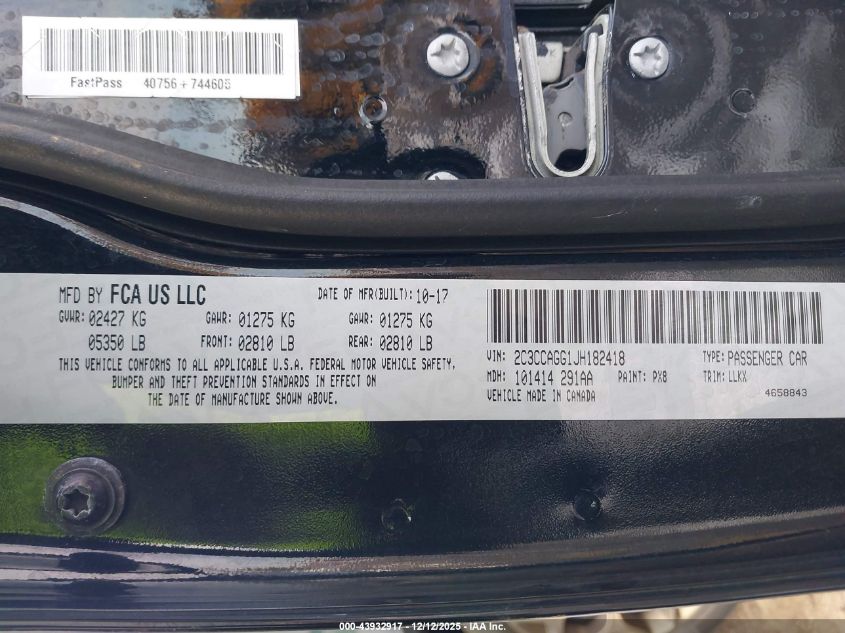 FastPass 40756+744605
MFD BY FCA US LLC DATE OF MFR(BUILT): 10-17
GVWR: 02427 KG GAWR: 01275 KG GAWR: 01275 KG
05350 LB FRONT: 02810 LB REAR: 02810 LB
THIS VEHICLE CONFORMS TO ALL APPLICABLE U.S.A. FEDERAL MOTOR VEHICLE SAFETY,
BUMPER AND THEFT PREVENTION STANDARDS IN EFFECT ON
THE DATE OF MANUFACTURE SHOWN ABOVE.
VIN: 2C3CCAGG1JH182418 TYPE: PASSENGER CAR
MDH: 101414 291AA PAINT: PX8 TRIM: LLKX
VEHICLE MADE IN CANADA 4658843
000-43932917 - 12/12/2025 - IAA Inc.